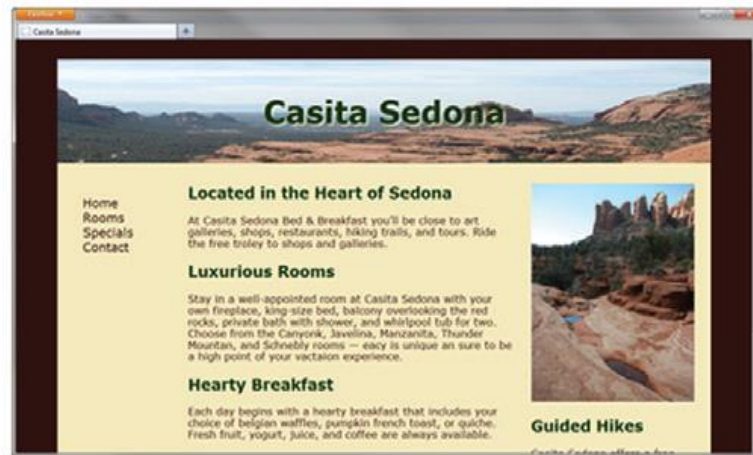 Firefox
Casita Sedona
Casita Sedona
Home
Rooms
Specials
Contact
Located in the Heart of Sedona
At Casita Sedona Bed & Breakfast you'll be close to art
galleries, shops, restaurants, hiking trails, and tours. Ride
the free troley to shops and galleries.
Luxurious Rooms
Stay in a well-appointed room at Casita Sedona with your
own fireplace, king-size bed, balcony overlooking the red
rocks, private bath with shower, and whirlpool tub for two.
Choose from the Canyonk, Javelina, Manzanita, Thunder
Mountain, and Schnebly rooms — eacy is unique an sure to be
a high point of your vactaion experience.
Hearty Breakfast
Each day begins with a hearty breakfast that includes your
choice of belgian waffles, pumpkin french toast, or quiche.
Fresh fruit, yogurt, juice, and coffee are always available.
Guided Hikes
Casita Sedona offers a free